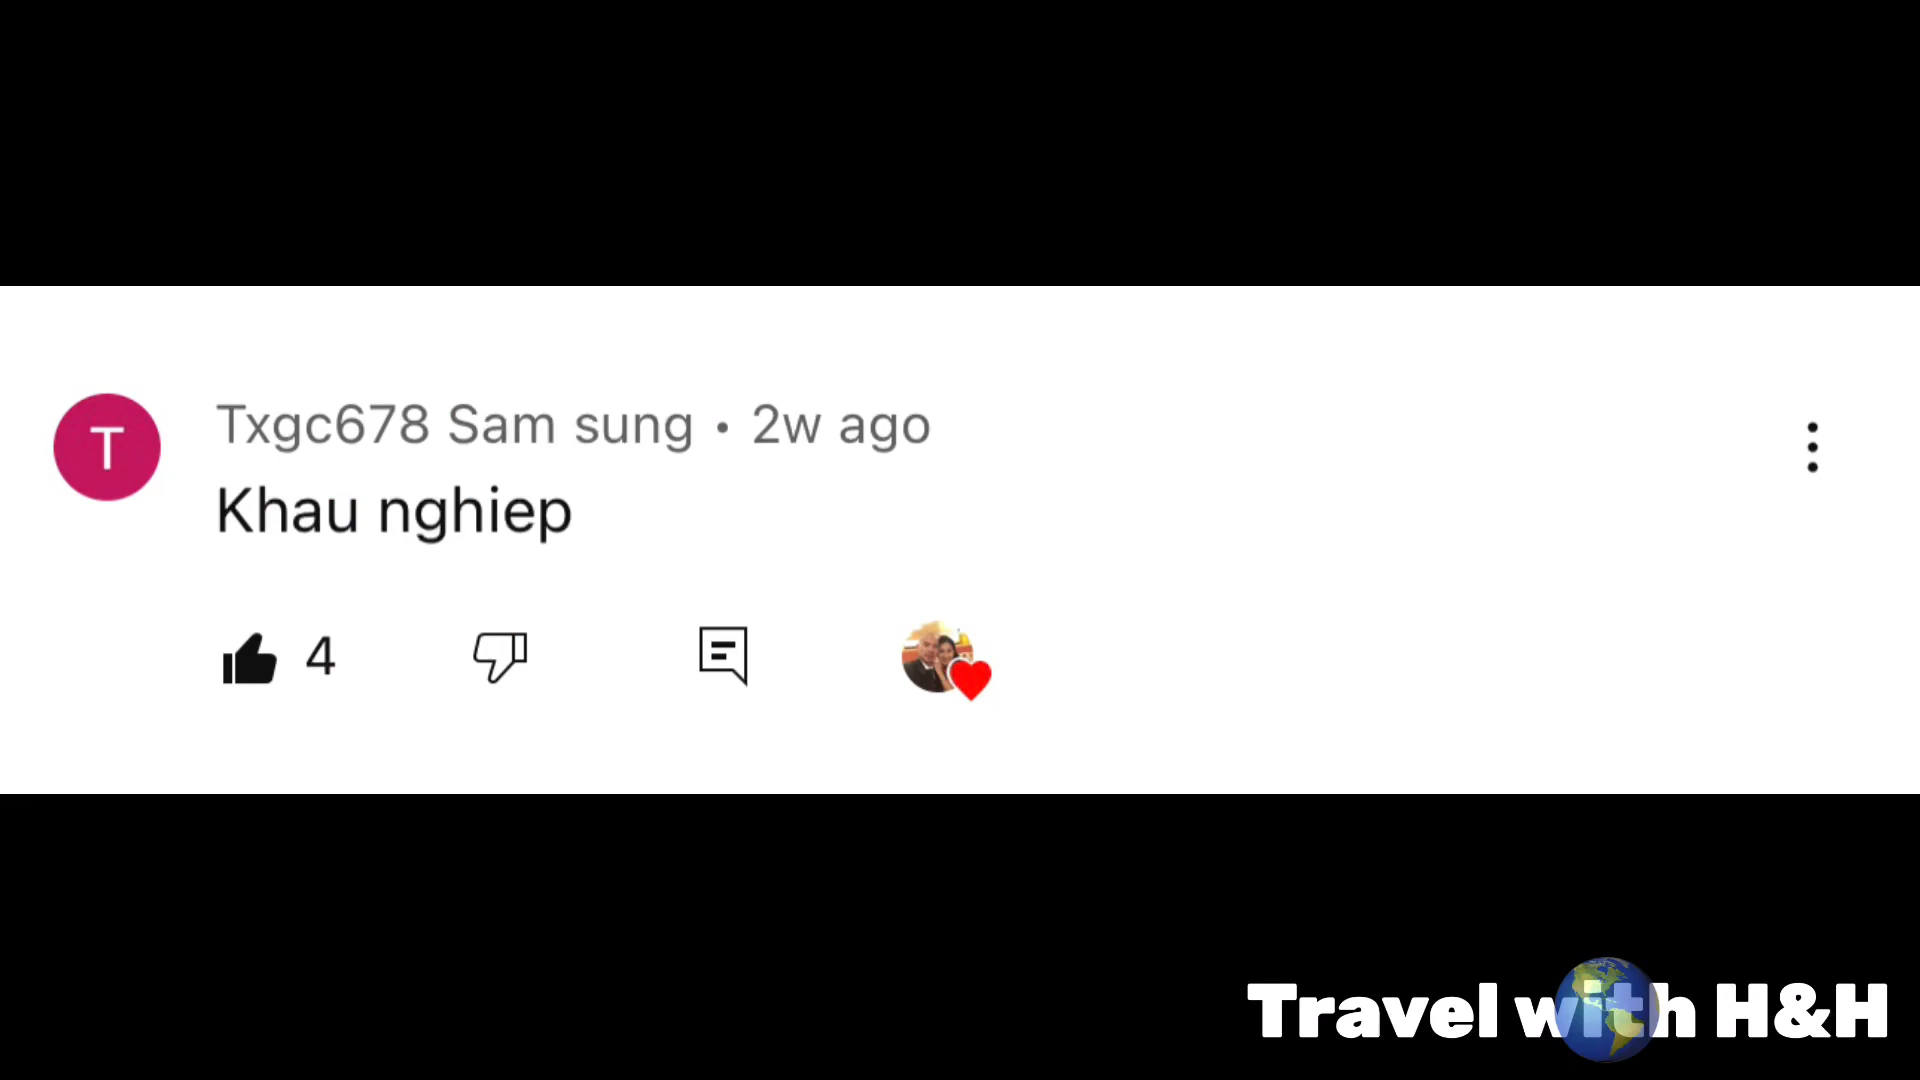 T
Txgc678 Sam sung • 2w ago
Khau nghiep
4
Travel with H&H